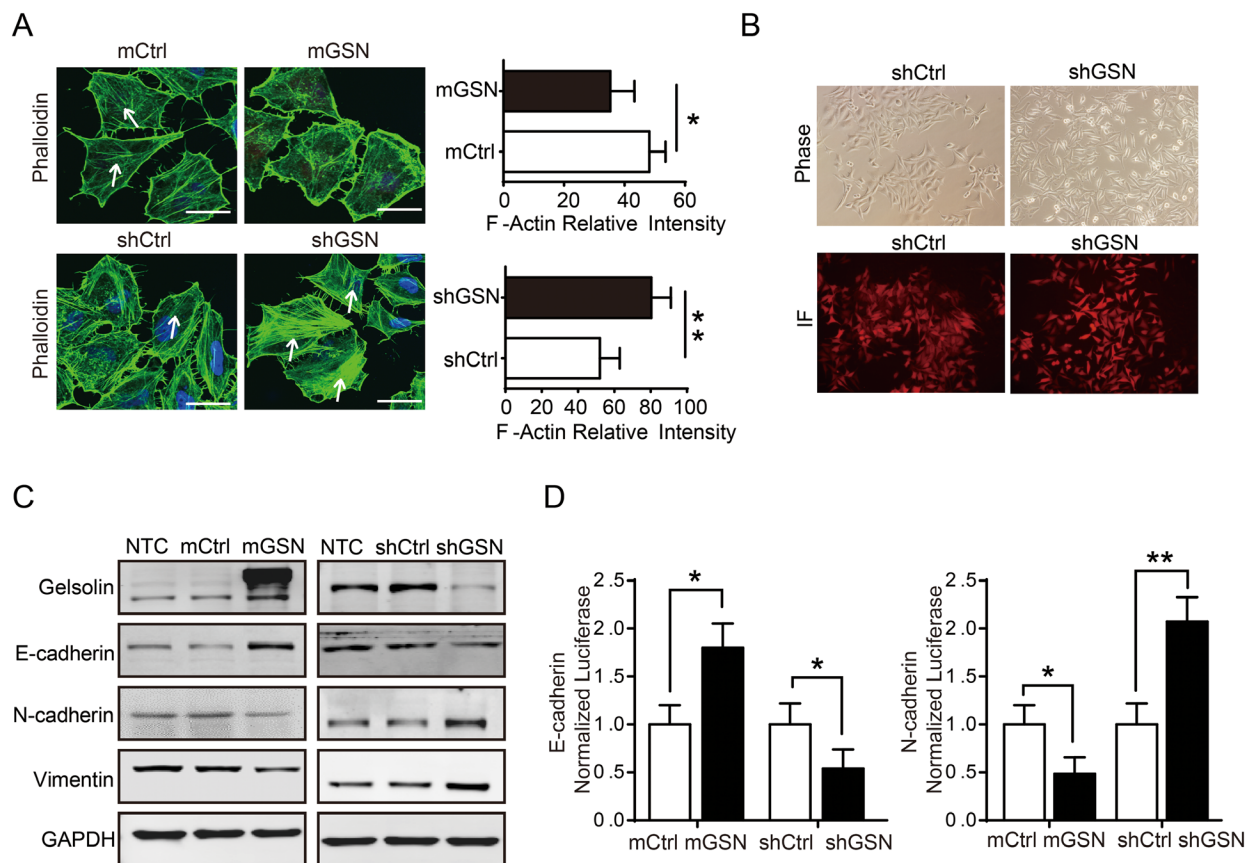 A
mCtrl mGSN
Phalloidin
mGSN
mCtrl
*
0 20 40 60
F -Actin Relative Intensity
shCtrl shGSN
Phalloidin
shGSN
shCtrl
*
*
0 20 40 60 80 100
F -Actin Relative Intensity
B
shCtrl shGSN
Phase
shCtrl shGSN
IF
C
NTC mCtrl mGSN NTC shCtrl shGSN
Gelsolin
E-cadherin
N-cadherin
Vimentin
GAPDH
D
E-cadherin
Normalized Luciferase
2.5
2.0
1.5
1.0
0.5
0.0
*
*
mCtrl mGSN shCtrl shGSN
N-cadherin
Normalized Luciferase
2.5
2.0
1.5
1.0
0.5
0.0
*
**
mCtrl mGSN shCtrl shGSN